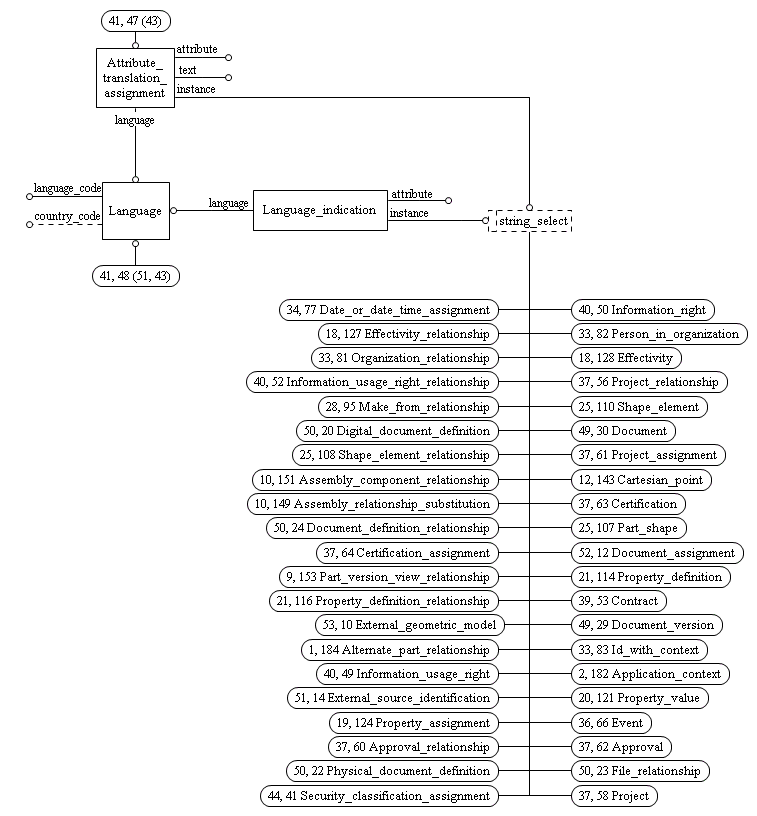 41, 47 (43)
Attribute_
translation_
assignment
attribute
text
instance
language
language_code
country_code
Language
language
Language_indication
attribute
instance
string_select
41, 48 (51, 43)
34, 77 Date_or_date_time_assignment
40, 50 Information_right
18, 127 Effectivity_relationship
33, 82 Person_in_organization
33, 81 Organization_relationship
18, 128 Effectivity
40, 52 Information_usage_right_relationship
37, 56 Project_relationship
28, 95 Make_from_relationship
25, 110 Shape_element
50, 20 Digital_document_definition
49, 30 Document
25, 108 Shape_element_relationship
37, 61 Project_assignment
10, 151 Assembly_component_relationship
12, 143 Cartesian_point
10, 149 Assembly_relationship_substitution
37, 63 Certification
50, 24 Document_definition_relationship
25, 107 Part_shape
37, 64 Certification_assignment
52, 12 Document_assignment
9, 153 Part_version_view_relationship
21, 114 Property_definition
21, 116 Property_definition_relationship
39, 53 Contract
53, 10 External_geometric_model
49, 29 Document_version
1, 184 Alternate_part_relationship
33, 83 Id_with_context
40, 49 Information_usage_right
2, 182 Application_context
51, 14 External_source_identification
20, 121 Property_value
19, 124 Property_assignment
36, 66 Event
37, 60 Approval_relationship
37, 62 Approval
50, 22 Physical_document_definition
50, 23 File_relationship
44, 41 Security_classification_assignment
37, 58 Project